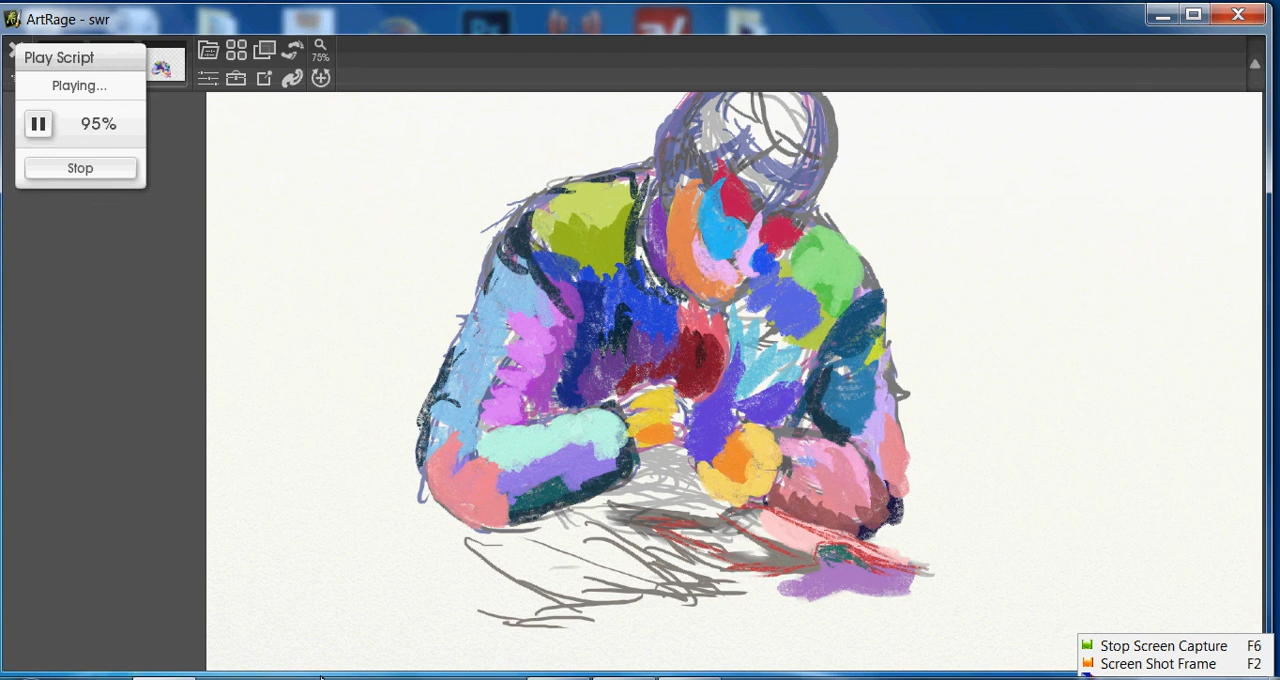 ArtRage - swr
Play Script
Playing...
95%
Stop
75%
Stop Screen Capture F6
Screen Shot Frame F2